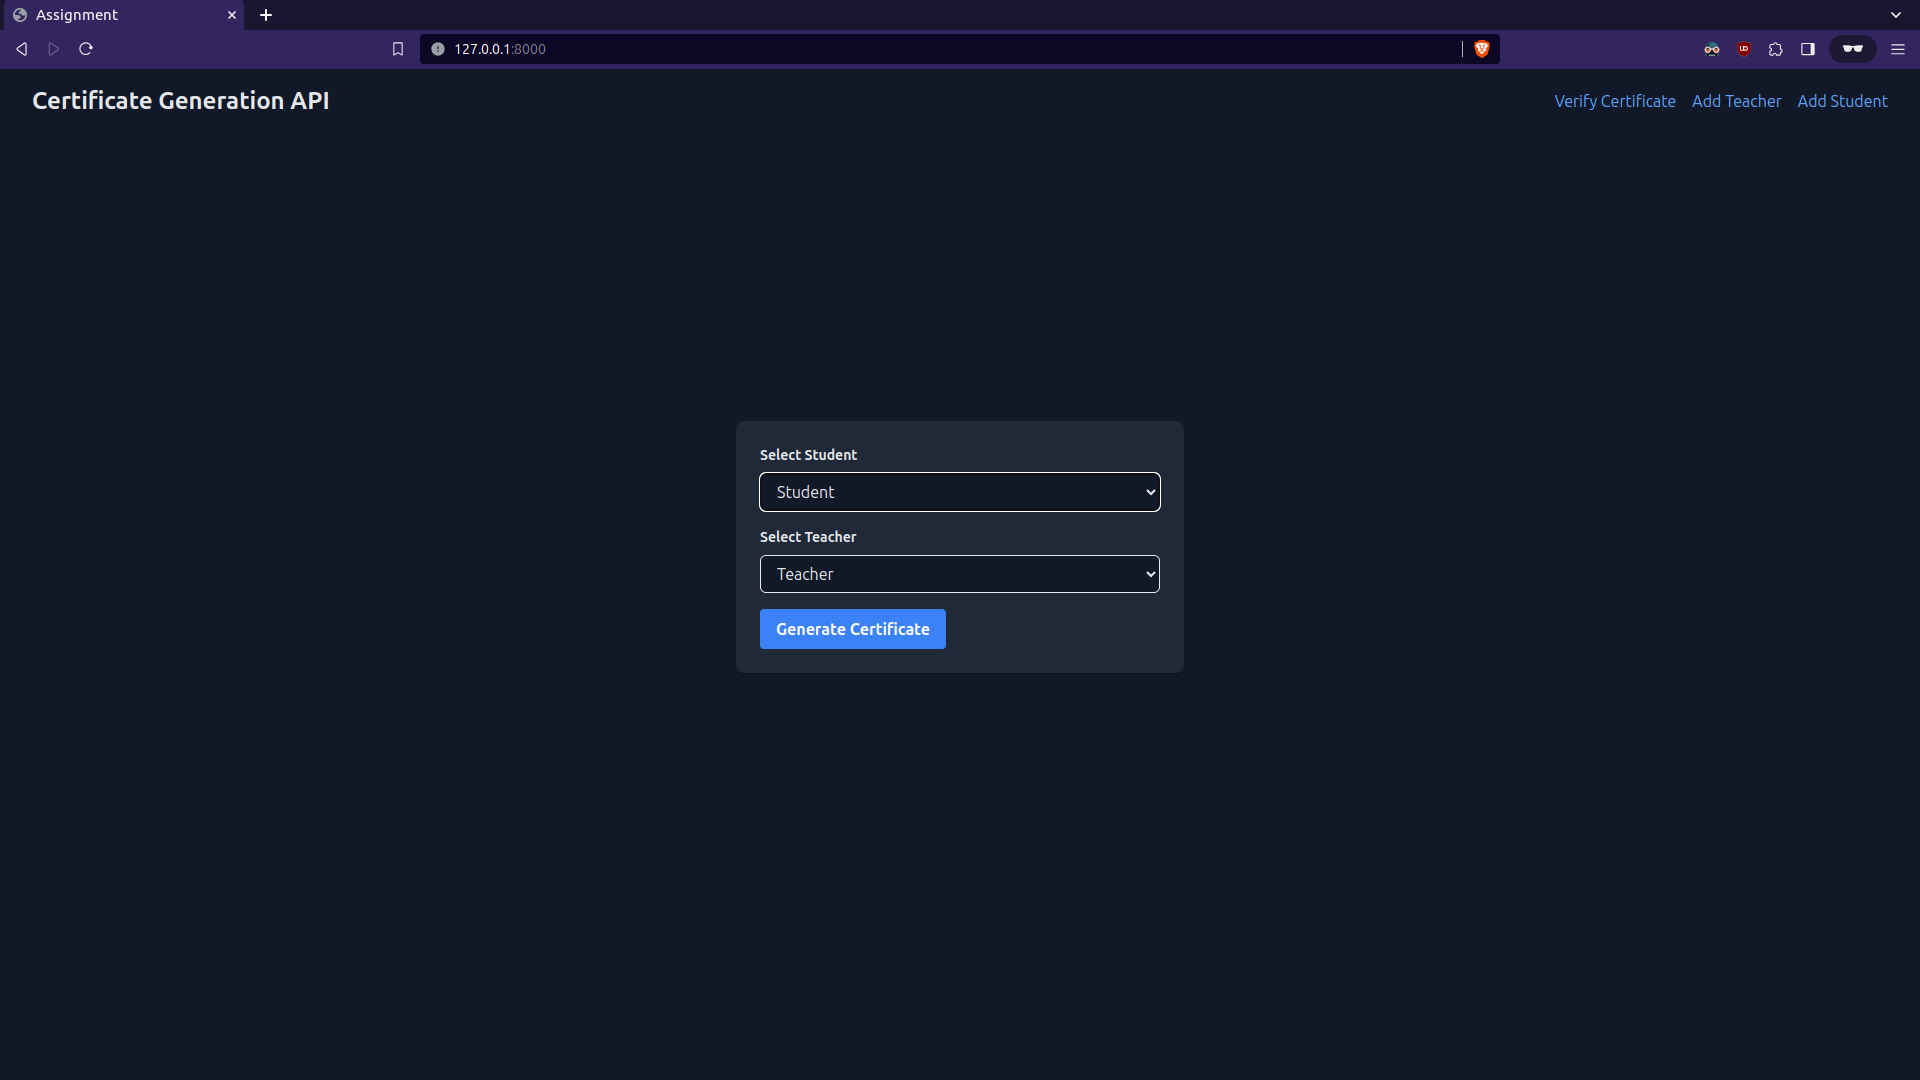 Assignment
127.0.0.1:8000
Certificate Generation API
Verify Certificate Add Teacher Add Student
Select Student
Student
Select Teacher
Teacher
Generate Certificate